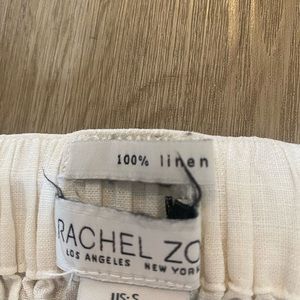 100% linen
RACHEL ZO
LOS ANGELES NEW YORK
US·S